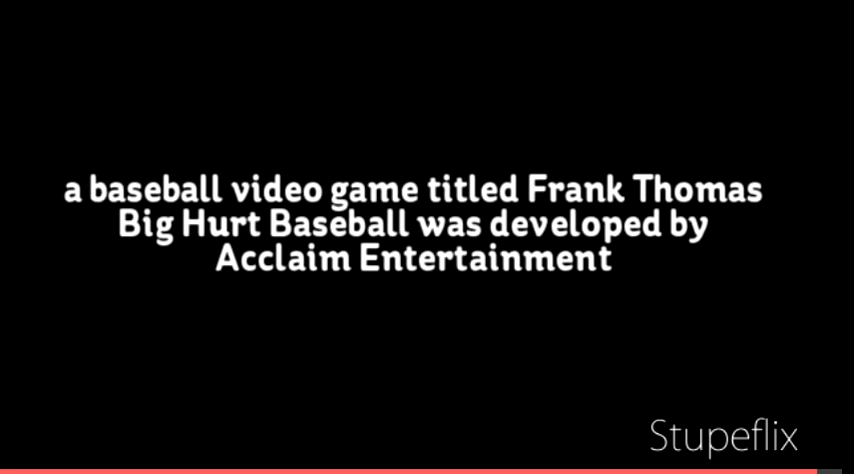 a baseball video game titled Frank Thomas
Big Hurt Baseball was developed by
Acclaim Entertainment
Stupeflix